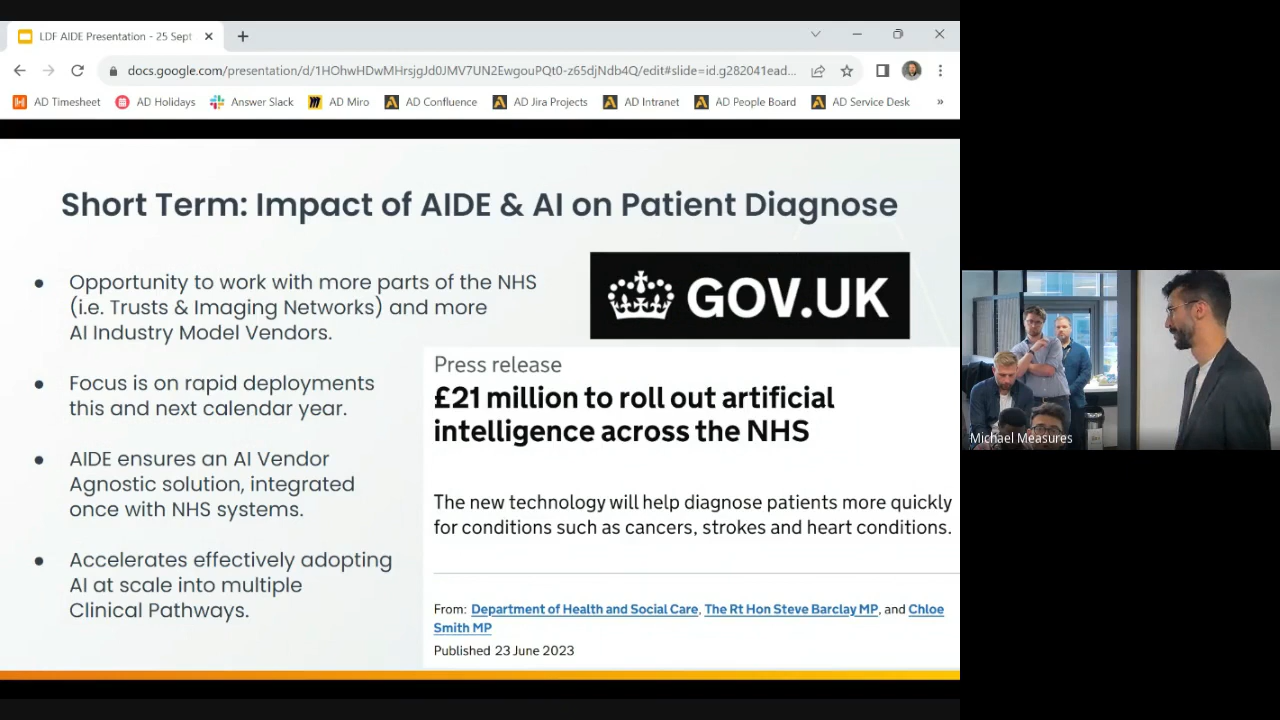 LDF AIDE Presentation - 25 Sept
docs.google.com/presentation/d/1HOhwHDwMHrsjgJd0JMV7UN2EwgouPQt0-z65djNdb4Q/edit#slide=id.g282041ead...
AD Timesheet
AD Holidays
Answer Slack
AD Miro
AD Confluence
AD Jira Projects
AD Intranet
AD People Board
AD Service Desk
»
Short Term: Impact of AIDE & AI on Patient Diagnose
● Opportunity to work with more parts of the NHS
(i.e. Trusts & Imaging Networks) and more
AI Industry Model Vendors.
● Focus is on rapid deployments
this and next calendar year.
● AIDE ensures an AI Vendor
Agnostic solution, integrated
once with NHS systems.
● Accelerates effectively adopting
AI at scale into multiple
Clinical Pathways.
GOV.UK
Press release
£21 million to roll out artificial
intelligence across the NHS
The new technology will help diagnose patients more quickly
for conditions such as cancers, strokes and heart conditions.
From: Department of Health and Social Care, The Rt Hon Steve Barclay MP, and Chloe
Smith MP
Published 23 June 2023
Michael Measures